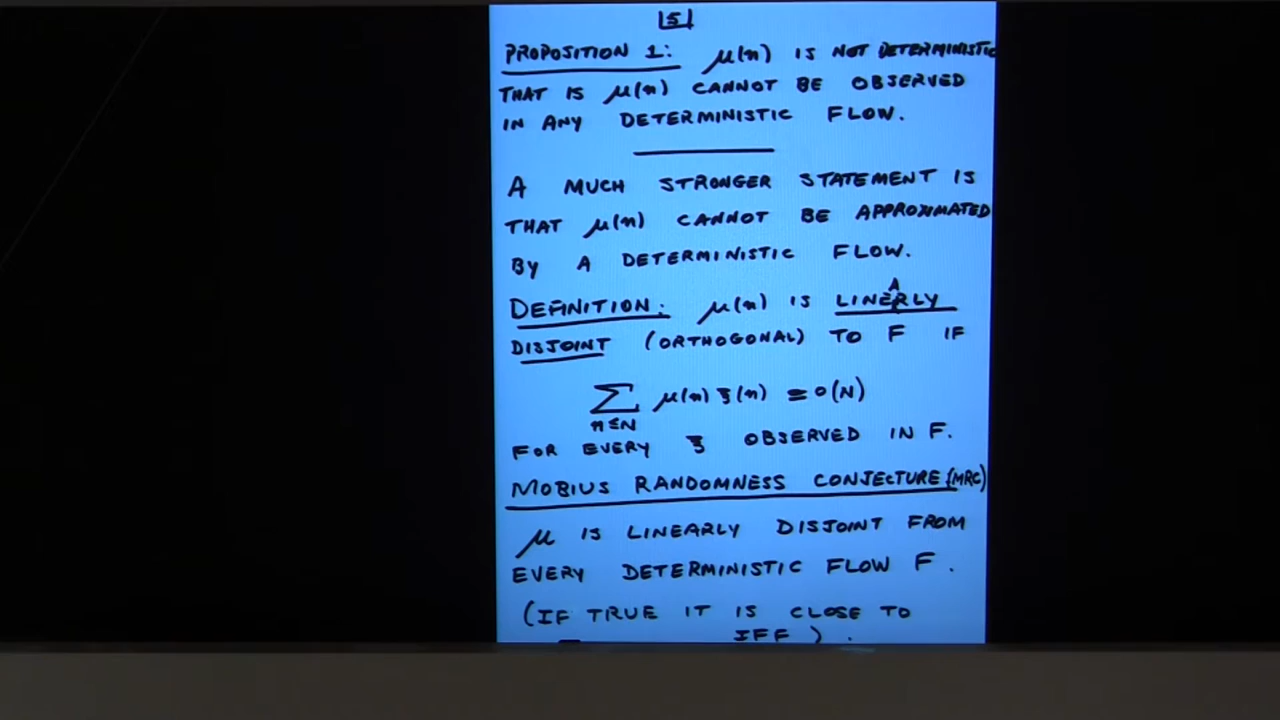 [5]
PROPOSITION 1: μ(n) IS NOT DETERMINISTIC
THAT IS μ(n) CANNOT BE OBSERVED
IN ANY DETERMINISTIC FLOW.
A MUCH STRONGER STATEMENT IS
THAT μ(n) CANNOT BE APPROXIMATED
BY A DETERMINISTIC FLOW.
DEFINITION: μ(n) IS LINEARLY
DISJOINT (ORTHOGONAL) TO F IF
∑ μ(n) ξ(n) = o(N)
n≤N
FOR EVERY ξ OBSERVED IN F.
MOBIUS RANDOMNESS CONJECTURE (MRC)
μ IS LINEARLY DISJOINT FROM
EVERY DETERMINISTIC FLOW F.
(IF TRUE IT IS CLOSE TO
IFF).